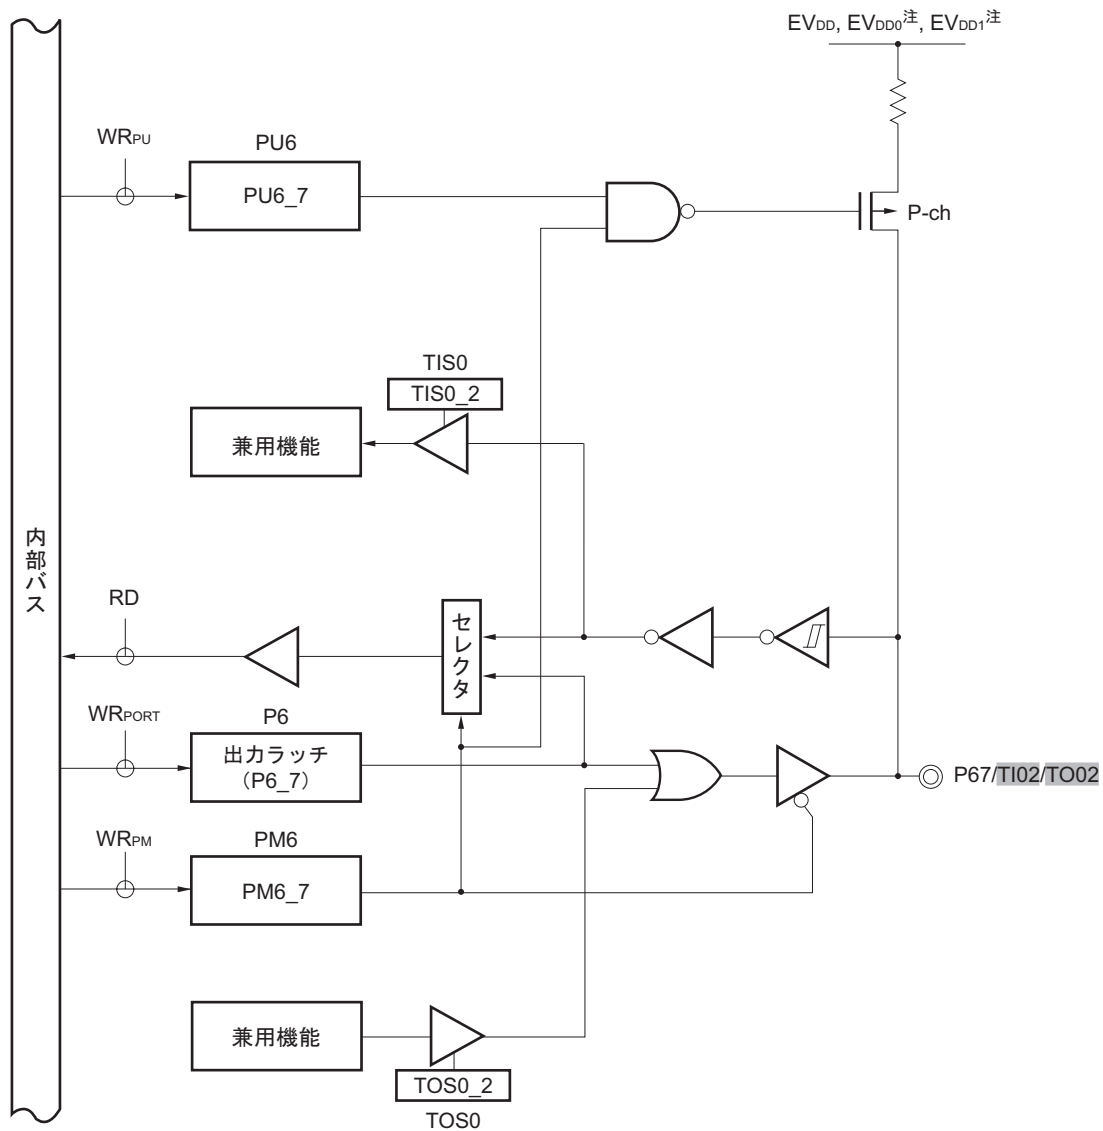 EVDD, EVDD0注, EVDD1注
WRPU
PU6
PU6_7
P-ch
TIS0
TIS0_2
兼用機能
内部バス
RD
セレクタ
WRPORT
P6
出力ラッチ
（P6_7）
P67/TI02/TO02
WRPM
PM6
PM6_7
兼用機能
TOS0_2
TOS0